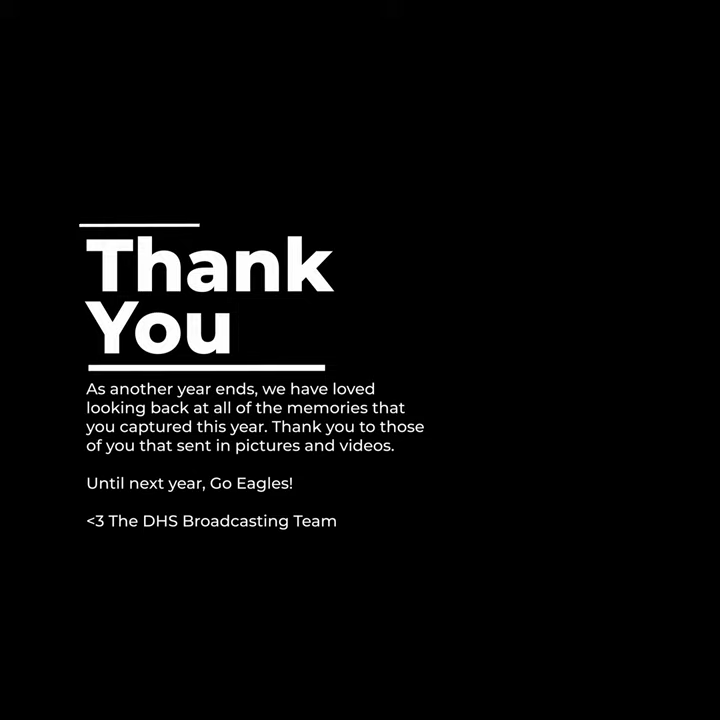 Thank
You
As another year ends, we have loved
looking back at all of the memories that
you captured this year. Thank you to those
of you that sent in pictures and videos.
Until next year, Go Eagles!
<3 The DHS Broadcasting Team